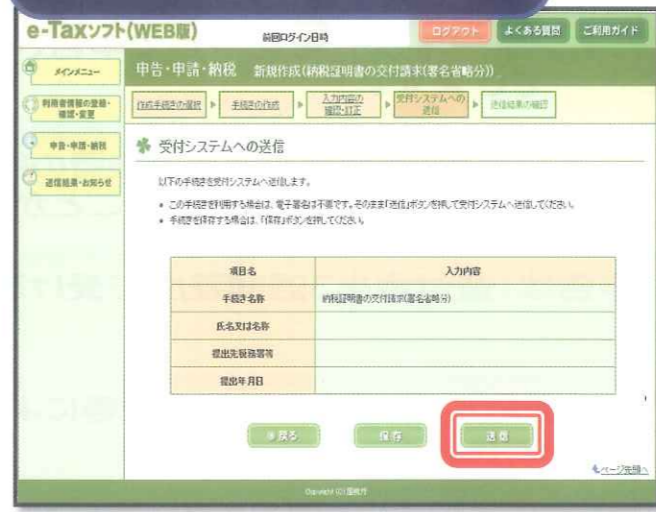 e-Taxソフト(WEB版)
前回ログイン日時
ログアウト
よくある質問
ご利用ガイド
メインメニュー
利用者情報の登録・
確認・変更
申告・申請・納税
送信結果・お知らせ
申告・申請・納税 新規作成(納税証明書の交付請求(署名省略分))
作成手続きの選択
手続きの作成
入力内容の
確認・訂正
受付システムへの
送信
送信結果の確認
受付システムへの送信
以下の手続きを受付システムへ送信します。
この手続きを利用する場合は、電子署名は不要です。そのまま「送信」ボタンを押して受付システムへ送信してください。
手続きを保存する場合は、「保存」ボタンを押してください。
項目名 入力内容
手続き名称 納税証明書の交付請求(署名省略分)
氏名又は名称
提出先税務署等
提出年月日
戻る
保存
送信
ページ先頭へ
Copyright (C) 国税庁